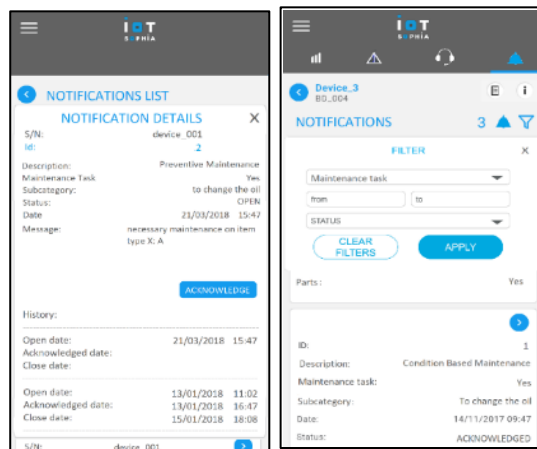 IOT
SOPHIA
NOTIFICATIONS LIST
NOTIFICATION DETAILS X
S/N: device_001
Id: 2
Description: Preventive Maintenance
Maintenance Task Yes
Subcategory: to change the oil
Status: OPEN
Date 21/03/2018 15:47
Message: necessary maintenance on item
type X: A
ACKNOWLEDGE
History:
Open date: 21/03/2018 15:47
Acknowledged date:
Close date:
Open date: 13/01/2018 11:02
Acknowledged date: 13/01/2018 16:47
Close date: 15/01/2018 18:08
S/N: device_001
IOT
SOPHIA
Device_3
BG_004
NOTIFICATIONS 3
FILTER X
Maintenance task
from to
STATUS
CLEAR
FILTERS
APPLY
Parts: Yes
ID: 1
Description: Condition Based Maintenance
Maintenance task: Yes
Subcategory: To change the oil
Date: 14/11/2017 09:47
Status: ACKNOWLEDGED